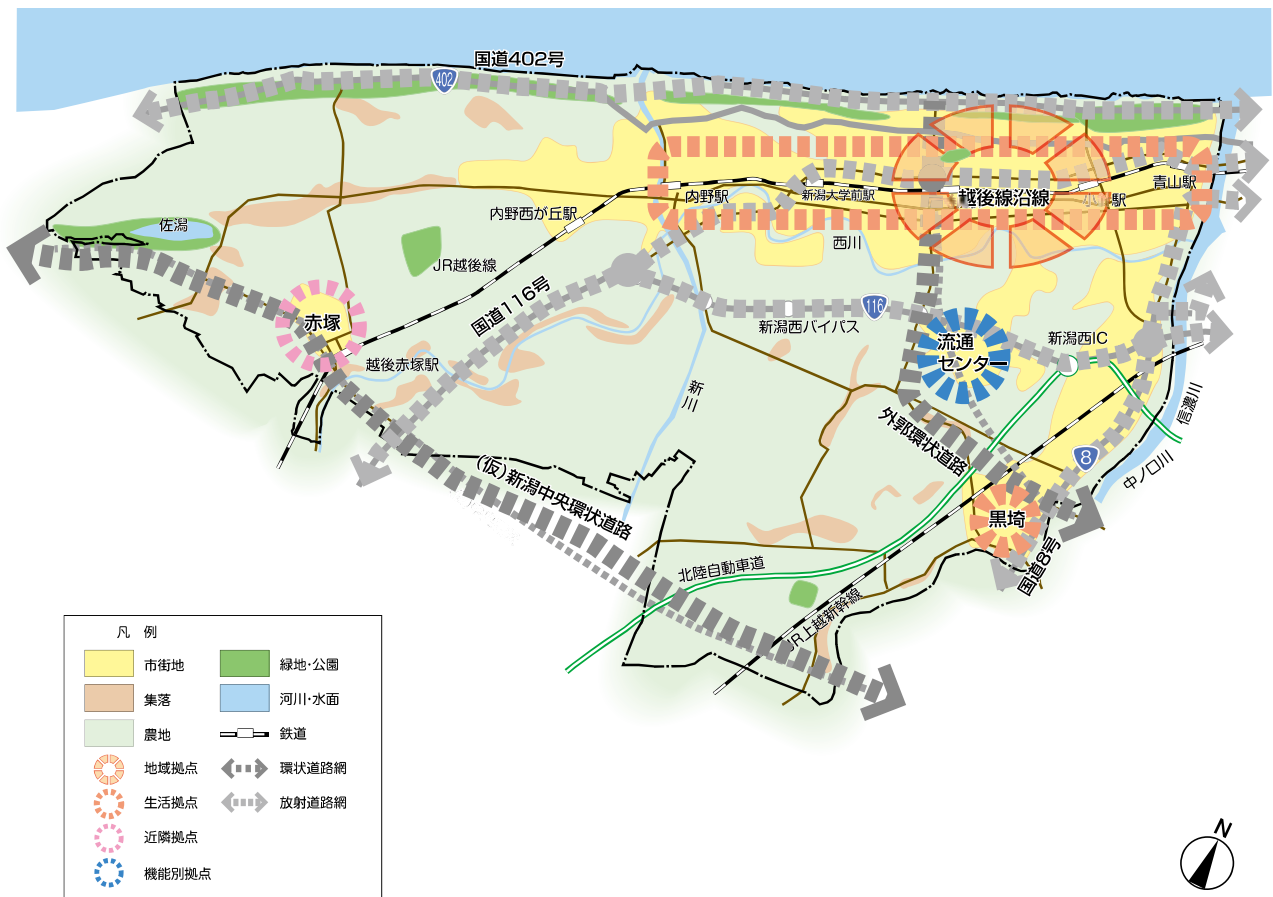 国道402号
402
佐潟
内野西が丘駅
JR越後線
内野駅
新潟大学前駅
越後線沿線
青山駅
西川
国道116号
116
新潟西バイパス
赤塚
越後赤塚駅
流通
センター
新潟西IC
新川
信濃川
中ノ口川
外郭環状道路
8
(仮)新潟中央環状道路
黒埼
国道8号
北陸自動車道
JR上越新幹線
凡 例
市街地
緑地・公園
集落
河川・水面
農地
鉄道
地域拠点
環状道路網
生活拠点
放射道路網
近隣拠点
機能別拠点
N